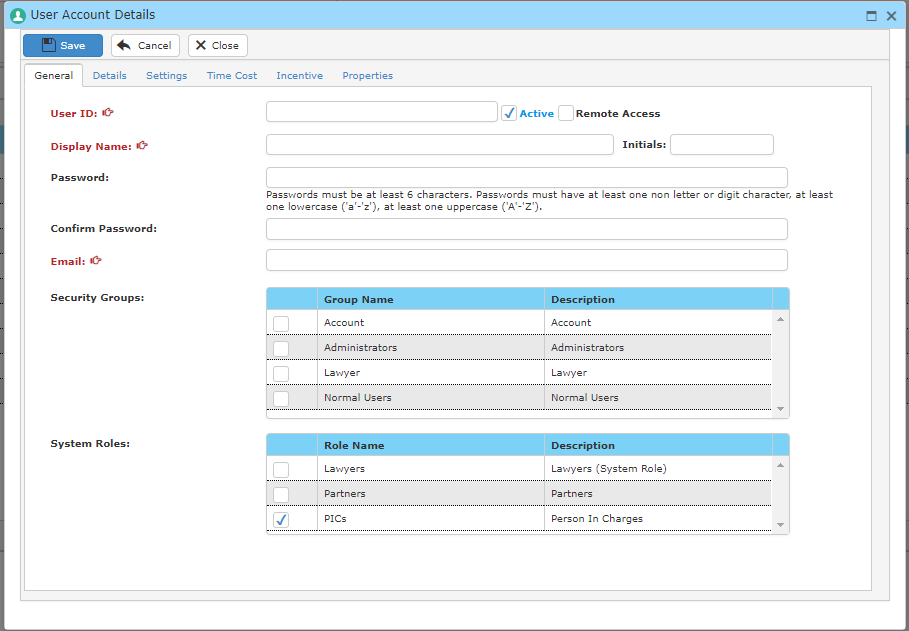 User Account Details
Save Cancel Close
General Details Settings Time Cost Incentive Properties
User ID: Active Remote Access
Display Name: Initials:
Password:
Passwords must be at least 6 characters. Passwords must have at least one non letter or digit character, at least
one lowercase ('a'-'z'), at least one uppercase ('A'-'Z').
Confirm Password:
Email:
Security Groups: Group Name Description
Account Account
Administrators Administrators
Lawyer Lawyer
Normal Users Normal Users
System Roles: Role Name Description
Lawyers Lawyers (System Role)
Partners Partners
PICs Person In Charges